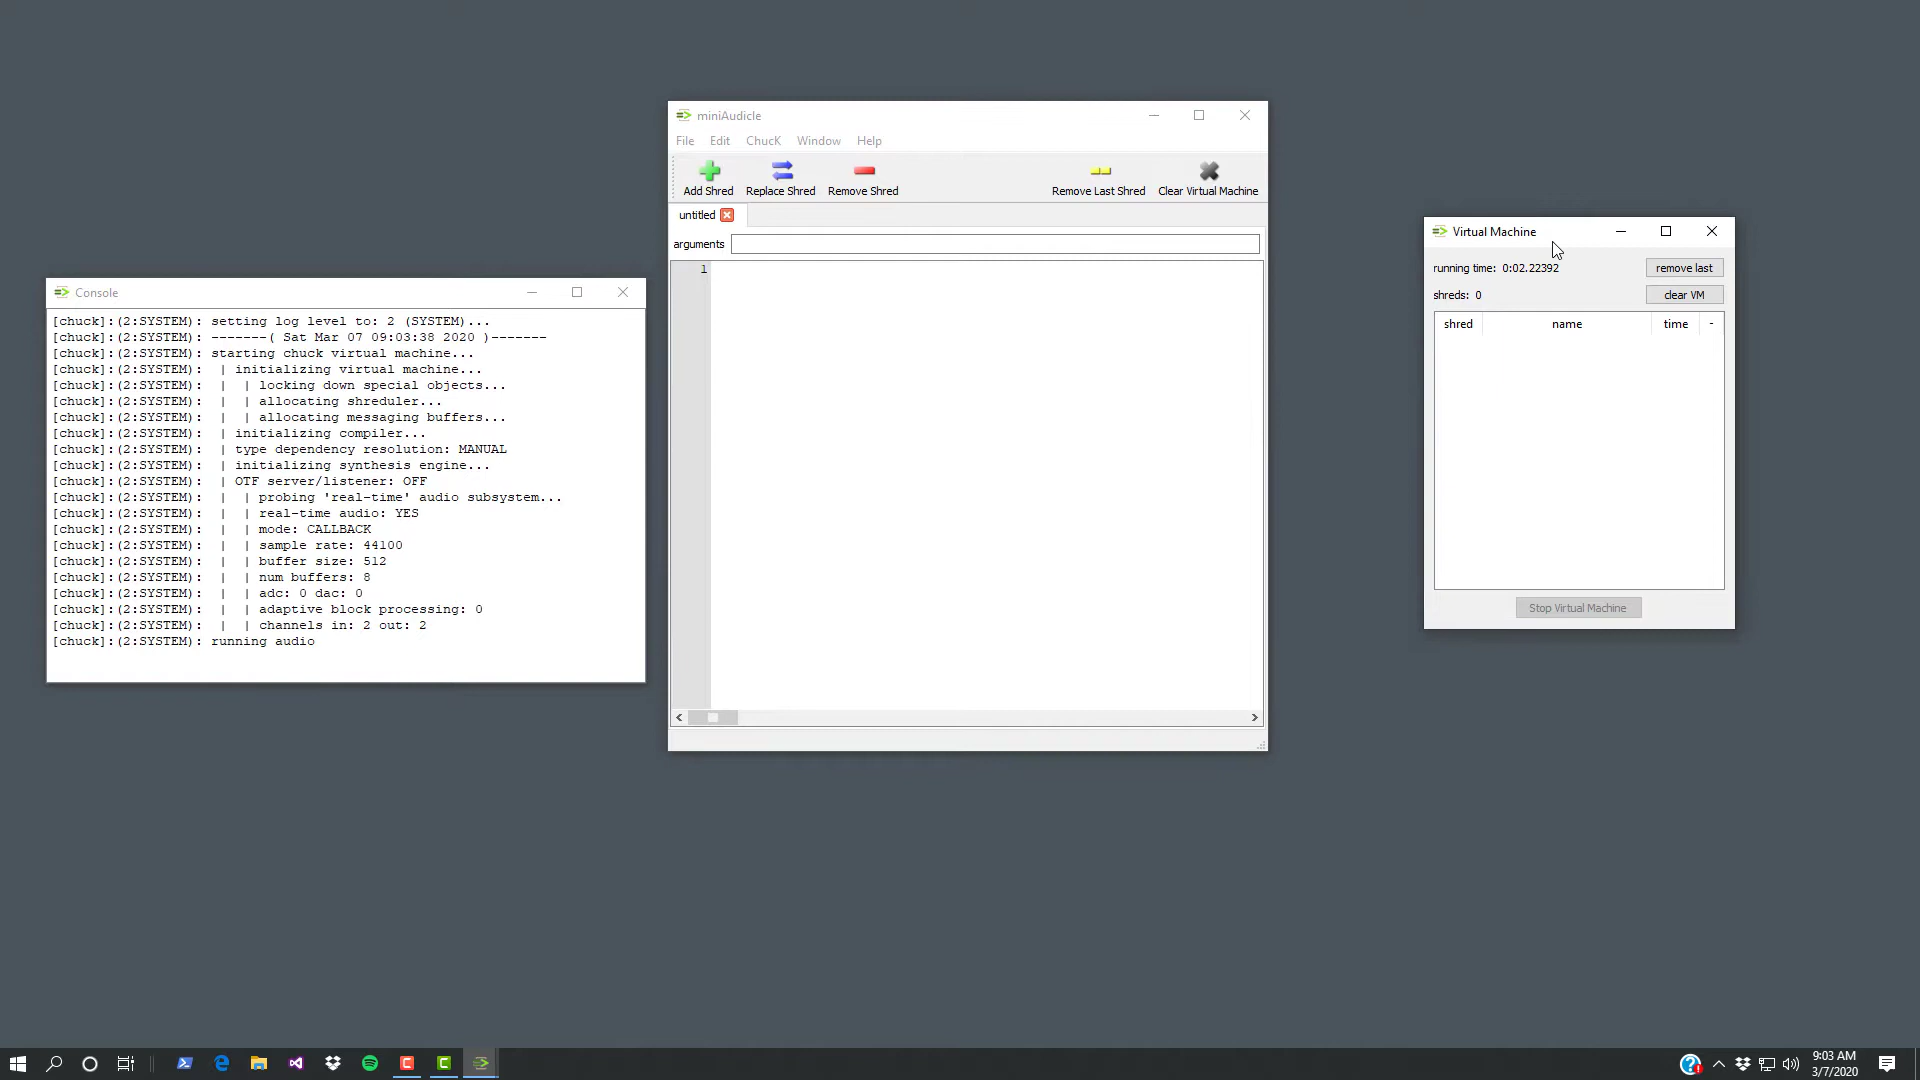 miniAudicle
File Edit ChucK Window Help
Add Shred Replace Shred Remove Shred Remove Last Shred Clear Virtual Machine
untitled
arguments
1
Console
[chuck]:(2:SYSTEM): setting log level to: 2 (SYSTEM)...
[chuck]:(2:SYSTEM): -------( Sat Mar 07 09:03:38 2020 )-------
[chuck]:(2:SYSTEM): starting chuck virtual machine...
[chuck]:(2:SYSTEM):  | initializing virtual machine...
[chuck]:(2:SYSTEM):  |  | locking down special objects...
[chuck]:(2:SYSTEM):  |  | allocating shreduler...
[chuck]:(2:SYSTEM):  |  | allocating messaging buffers...
[chuck]:(2:SYSTEM):  | initializing compiler...
[chuck]:(2:SYSTEM):  | type dependency resolution: MANUAL
[chuck]:(2:SYSTEM):  | initializing synthesis engine...
[chuck]:(2:SYSTEM):  | OTF server/listener: OFF
[chuck]:(2:SYSTEM):  |  | probing 'real-time' audio subsystem...
[chuck]:(2:SYSTEM):  |  | real-time audio: YES
[chuck]:(2:SYSTEM):  |  | mode: CALLBACK
[chuck]:(2:SYSTEM):  |  | sample rate: 44100
[chuck]:(2:SYSTEM):  |  | buffer size: 512
[chuck]:(2:SYSTEM):  |  | num buffers: 8
[chuck]:(2:SYSTEM):  |  | adc: 0 dac: 0
[chuck]:(2:SYSTEM):  |  | adaptive block processing: 0
[chuck]:(2:SYSTEM):  |  | channels in: 2 out: 2
[chuck]:(2:SYSTEM): running audio
Virtual Machine
running time: 0:02.22392 remove last
shreds: 0 clear VM
shred name time -
Stop Virtual Machine
9:03 AM
3/7/2020